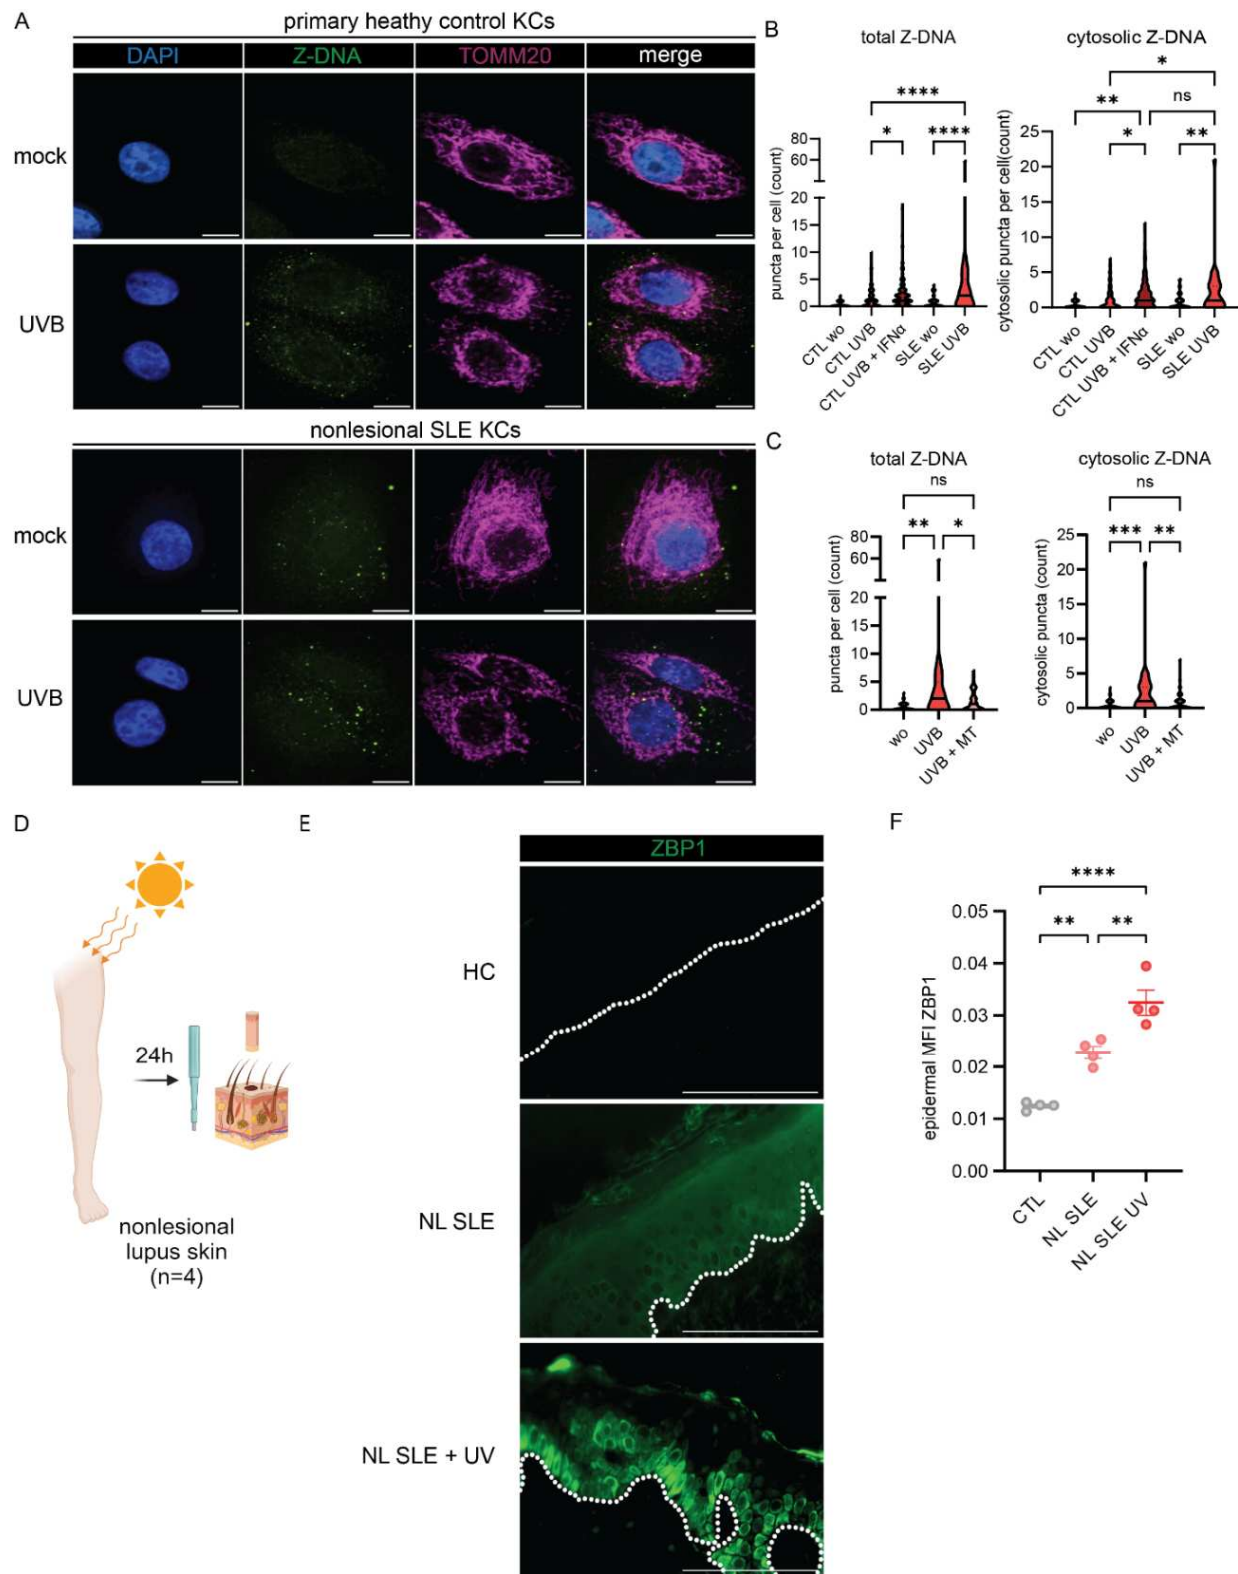 A
primary heathy control KCs
DAPI
Z-DNA
TOMM20
merge
mock
UVB
nonlesional SLE KCs
mock
UVB
B
total Z-DNA
****
*
****
puncta per cell (count)
80
60
20
15
10
5
0
CTL wo
CTL UVB
CTL UVB + IFNα
SLE wo
SLE UVB
cytosolic Z-DNA
*
**
ns
*
**
cytosolic puncta per cell(count)
25
20
15
10
5
0
CTL wo
CTL UVB
CTL UVB + IFNα
SLE wo
SLE UVB
C
total Z-DNA
ns
**
*
puncta per cell (count)
80
60
40
20
15
10
5
0
wo
UVB
UVB + MT
cytosolic Z-DNA
ns
***
**
cytosolic puncta (count)
25
20
15
10
5
0
wo
UVB
UVB + MT
D
24h
nonlesional
lupus skin
(n=4)
E
ZBP1
HC
NL SLE
NL SLE + UV
F
****
**
**
epidermal MFI ZBP1
0.05
0.04
0.03
0.02
0.01
0.00
CTL
NL SLE
NL SLE UV